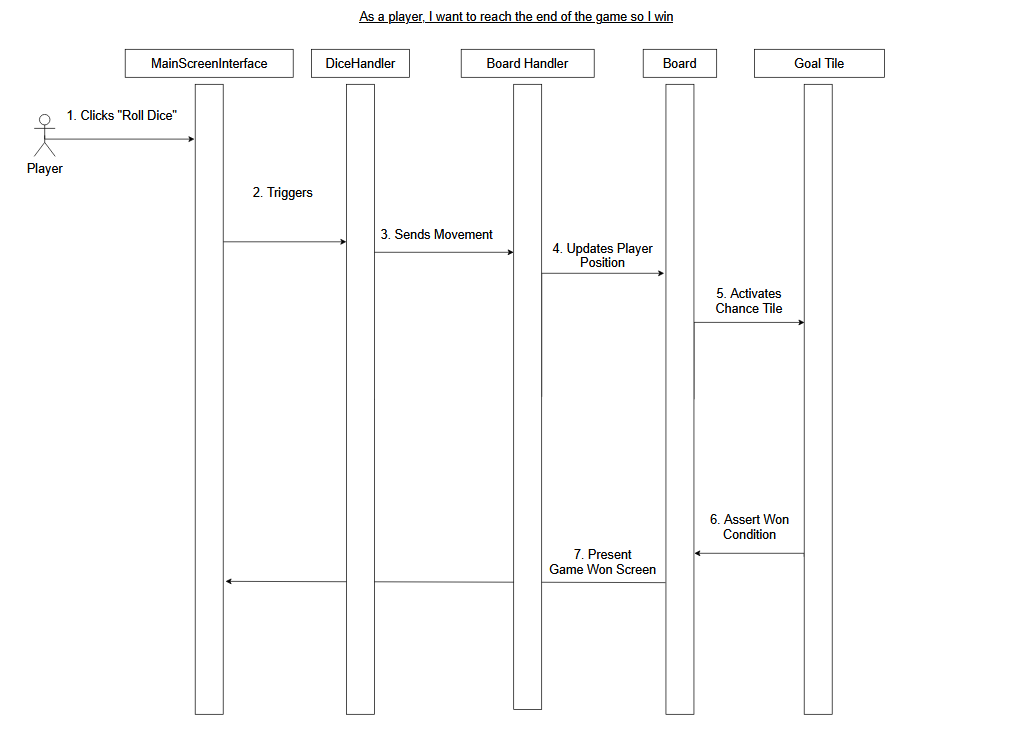 As a player, I want to reach the end of the game so I win
MainScreenInterface
DiceHandler
Board Handler
Board
Goal Tile
1. Clicks "Roll Dice"
Player
2. Triggers
3. Sends Movement
4. Updates Player
Position
5. Activates
Chance Tile
6. Assert Won
Condition
7. Present
Game Won Screen